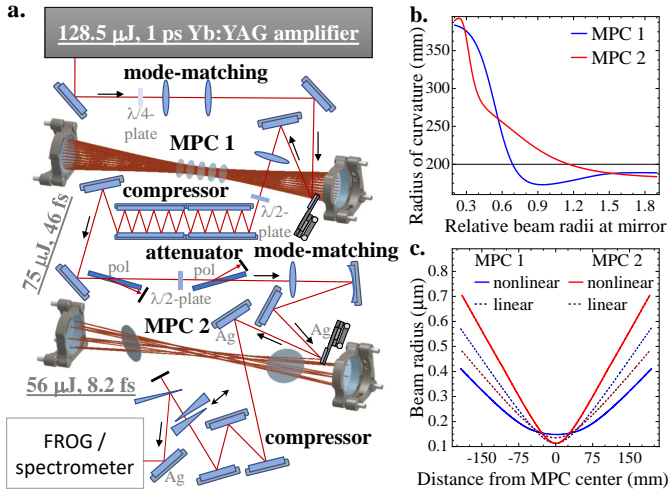 a.
128.5 µJ, 1 ps Yb:YAG amplifier
mode-matching
λ/4-
plate
MPC 1
compressor
λ/2-
plate
75 µJ, 46 fs
attenuator
mode-matching
pol
pol
λ/2-plate
MPC 2
Ag
Ag
56 µJ, 8.2 fs
compressor
FROG /
spectrometer
Ag
b.
Radius of curvature (mm)
350
300
250
200
150
MPC 1
MPC 2
0.3 0.6 0.9 1.2 1.5 1.8
Relative beam radii at mirror
c.
Beam radius (µm)
0.8
0.7
0.6
0.5
0.4
0.3
0.2
0.1
MPC 1 MPC 2
nonlinear nonlinear
linear linear
-150 -75 0 75 150
Distance from MPC center (mm)